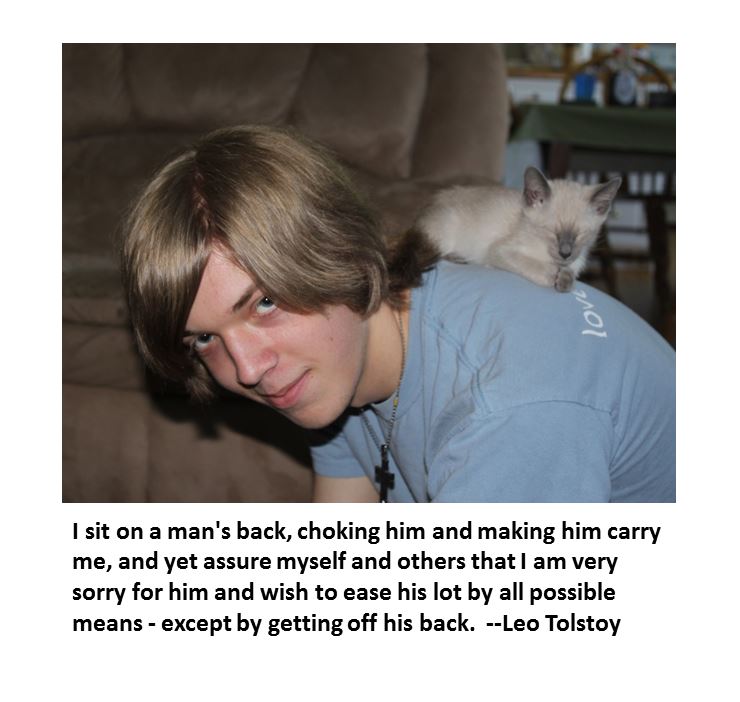 love
I sit on a man's back, choking him and making him carry
me, and yet assure myself and others that I am very
sorry for him and wish to ease his lot by all possible
means - except by getting off his back.  --Leo Tolstoy